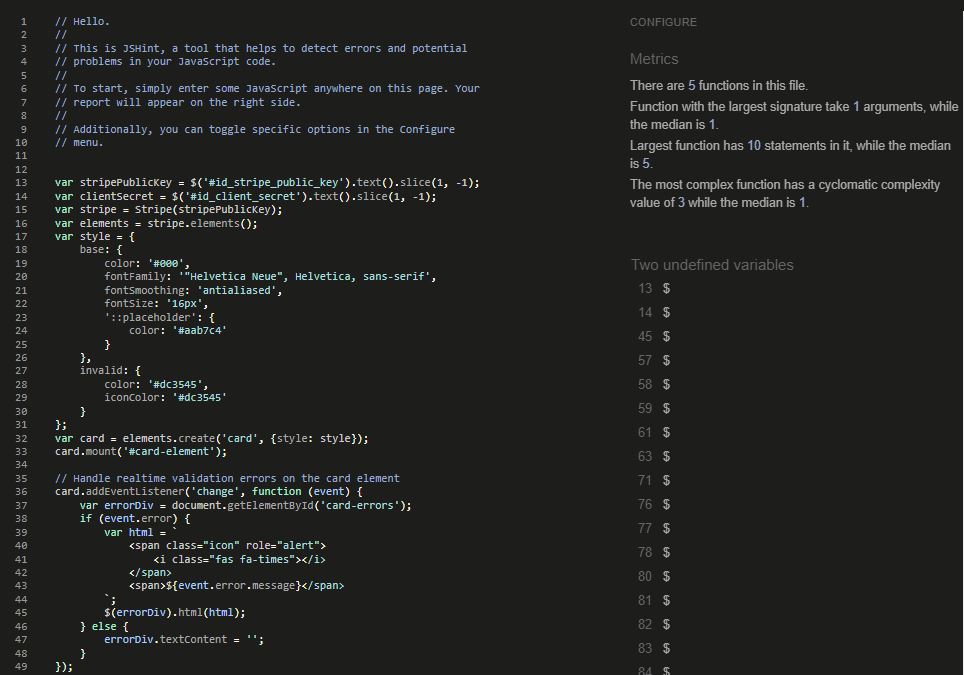 1 // Hello.
2 //
3 // This is JSHint, a tool that helps to detect errors and potential
4 // problems in your JavaScript code.
5 //
6 // To start, simply enter some JavaScript anywhere on this page. Your
7 // report will appear on the right side.
8 //
9 // Additionally, you can toggle specific options in the Configure
10 // menu.
11
12
13 var stripePublicKey = $('#id_stripe_public_key').text().slice(1, -1);
14 var clientSecret = $('#id_client_secret').text().slice(1, -1);
15 var stripe = Stripe(stripePublicKey);
16 var elements = stripe.elements();
17 var style = {
18     base: {
19         color: '#000',
20         fontFamily: '"Helvetica Neue", Helvetica, sans-serif',
21         fontSmoothing: 'antialiased',
22         fontSize: '16px',
23         '::placeholder': {
24             color: '#aab7c4'
25         }
26     },
27     invalid: {
28         color: '#dc3545',
29         iconColor: '#dc3545'
30     }
31 };
32 var card = elements.create('card', {style: style});
33 card.mount('#card-element');
34
35 // Handle realtime validation errors on the card element
36 card.addEventListener('change', function (event) {
37     var errorDiv = document.getElementById('card-errors');
38     if (event.error) {
39         var html = `
40             <span class="icon" role="alert">
41                 <i class="fas fa-times"></i>
42             </span>
43             <span>${event.error.message}</span>
44         `;
45         $(errorDiv).html(html);
46     } else {
47         errorDiv.textContent = '';
48     }
49 });
CONFIGURE
Metrics
There are 5 functions in this file.
Function with the largest signature take 1 arguments, while
the median is 1.
Largest function has 10 statements in it, while the median
is 5.
The most complex function has a cyclomatic complexity
value of 3 while the median is 1.
Two undefined variables
13 $
14 $
45 $
57 $
58 $
59 $
61 $
63 $
71 $
76 $
77 $
78 $
80 $
81 $
82 $
83 $
84 $